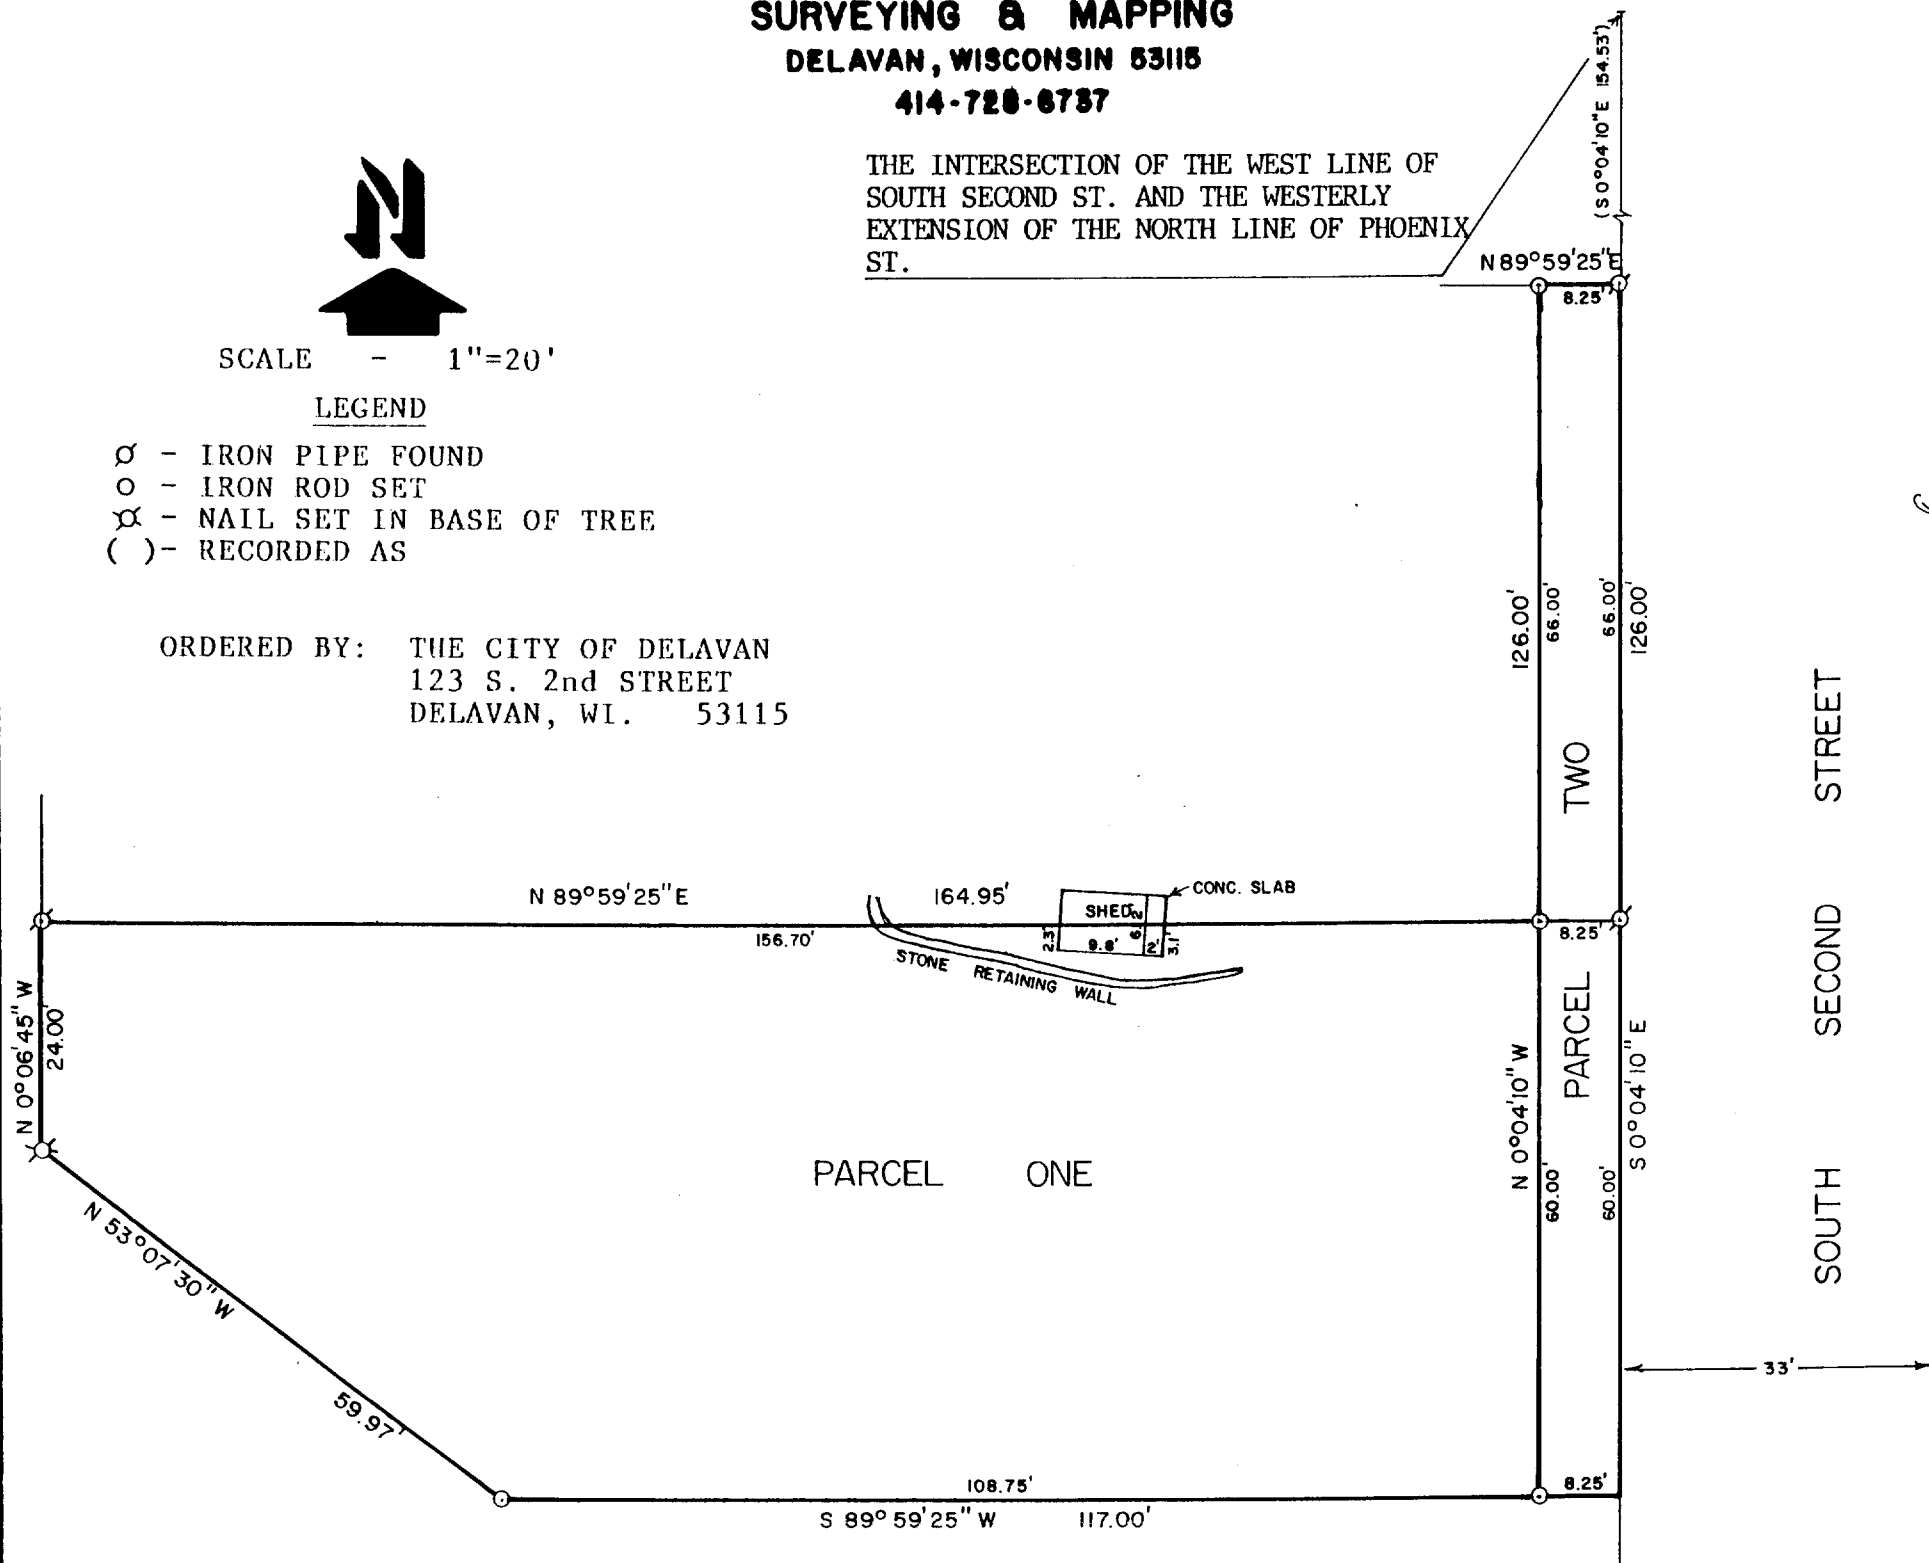 SURVEYING & MAPPING
DELAVAN, WISCONSIN 53115
THE INTERSECTION OF THE WEST LINE OF
SOUTH SECOND ST. AND THE WESTERLY
EXTENSION OF THE NORTH LINE OF PHOENIX
ST.
(S 0°04'10"E 154.53')
N 89°59'25"E
8.25'
N
SCALE - 1"=20'
LEGEND
- IRON PIPE FOUND
O - IRON ROD SET
- NAIL SET IN BASE OF TREE
( )- RECORDED AS
ORDERED BY: THE CITY OF DELAVAN
123 S. 2nd STREET
DELAVAN, WI. 53115
126.00'
66.00'
66.00'
126.00'
PARCEL TWO
SOUTH SECOND STREET
N 89°59'25"E
164.95'
CONC. SLAB
SHED
156.70'
2.3'
9.8'
2'
3.1'
8.25'
STONE RETAINING WALL
N 0°06'45" W
24.00'
N 0°04'10" W
S 0°04'10" E
60.00'
60.00'
PARCEL ONE
N 53°07'30" W
59.97'
33'
108.75'
8.25'
S 89°59'25" W 117.00'